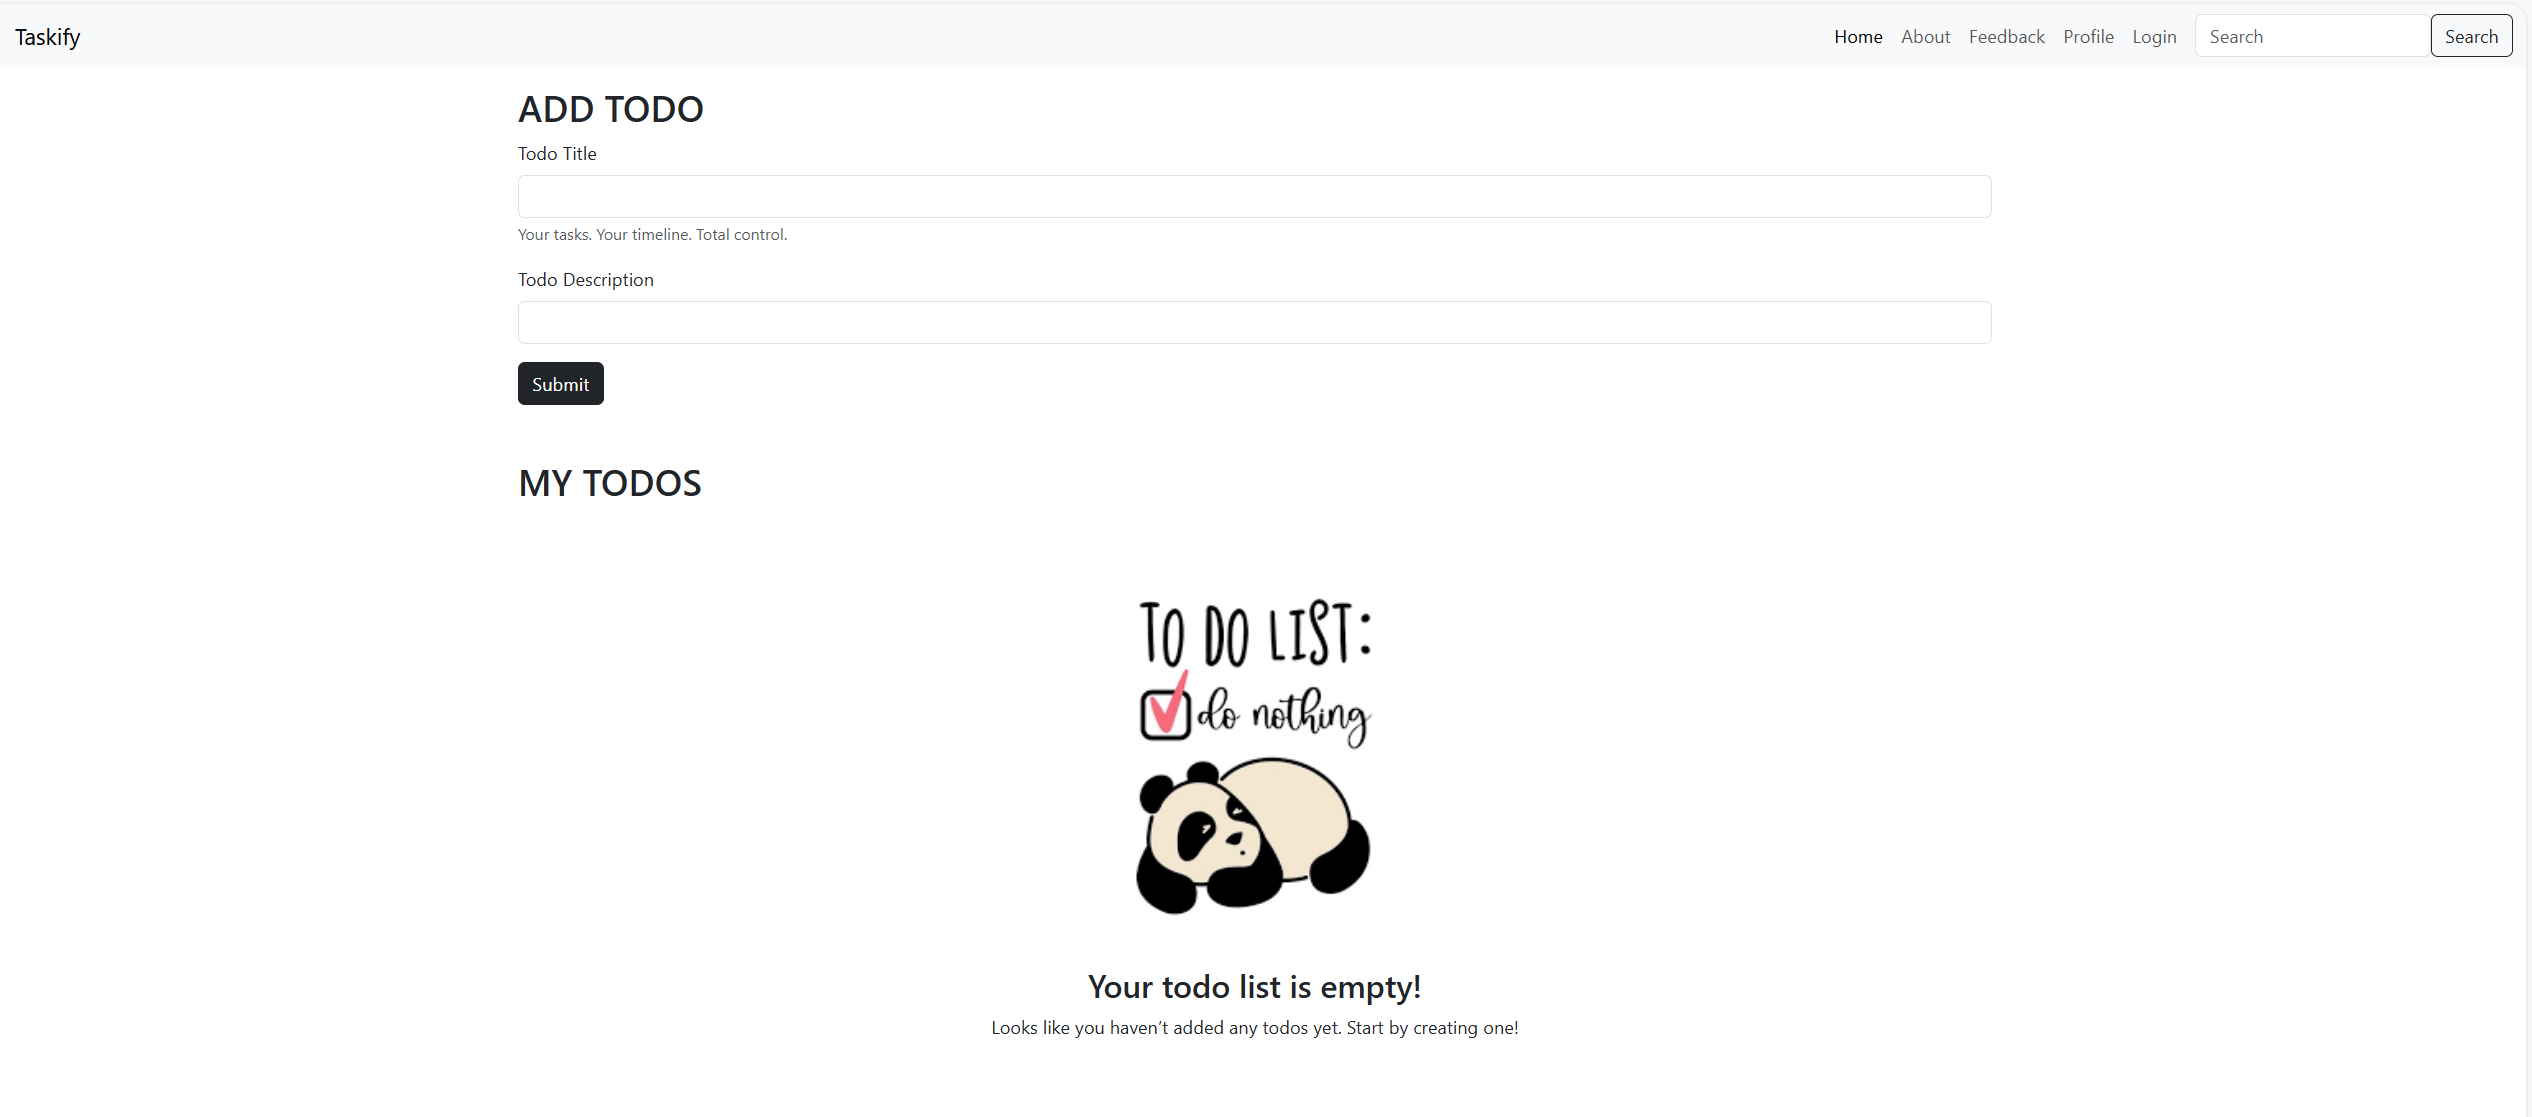 Taskify
Home About Feedback Profile Login Search Search
ADD TODO
Todo Title
Your tasks. Your timeline. Total control.
Todo Description
Submit
MY TODOS
TO DO LIST:
do nothing
Your todo list is empty!
Looks like you haven't added any todos yet. Start by creating one!